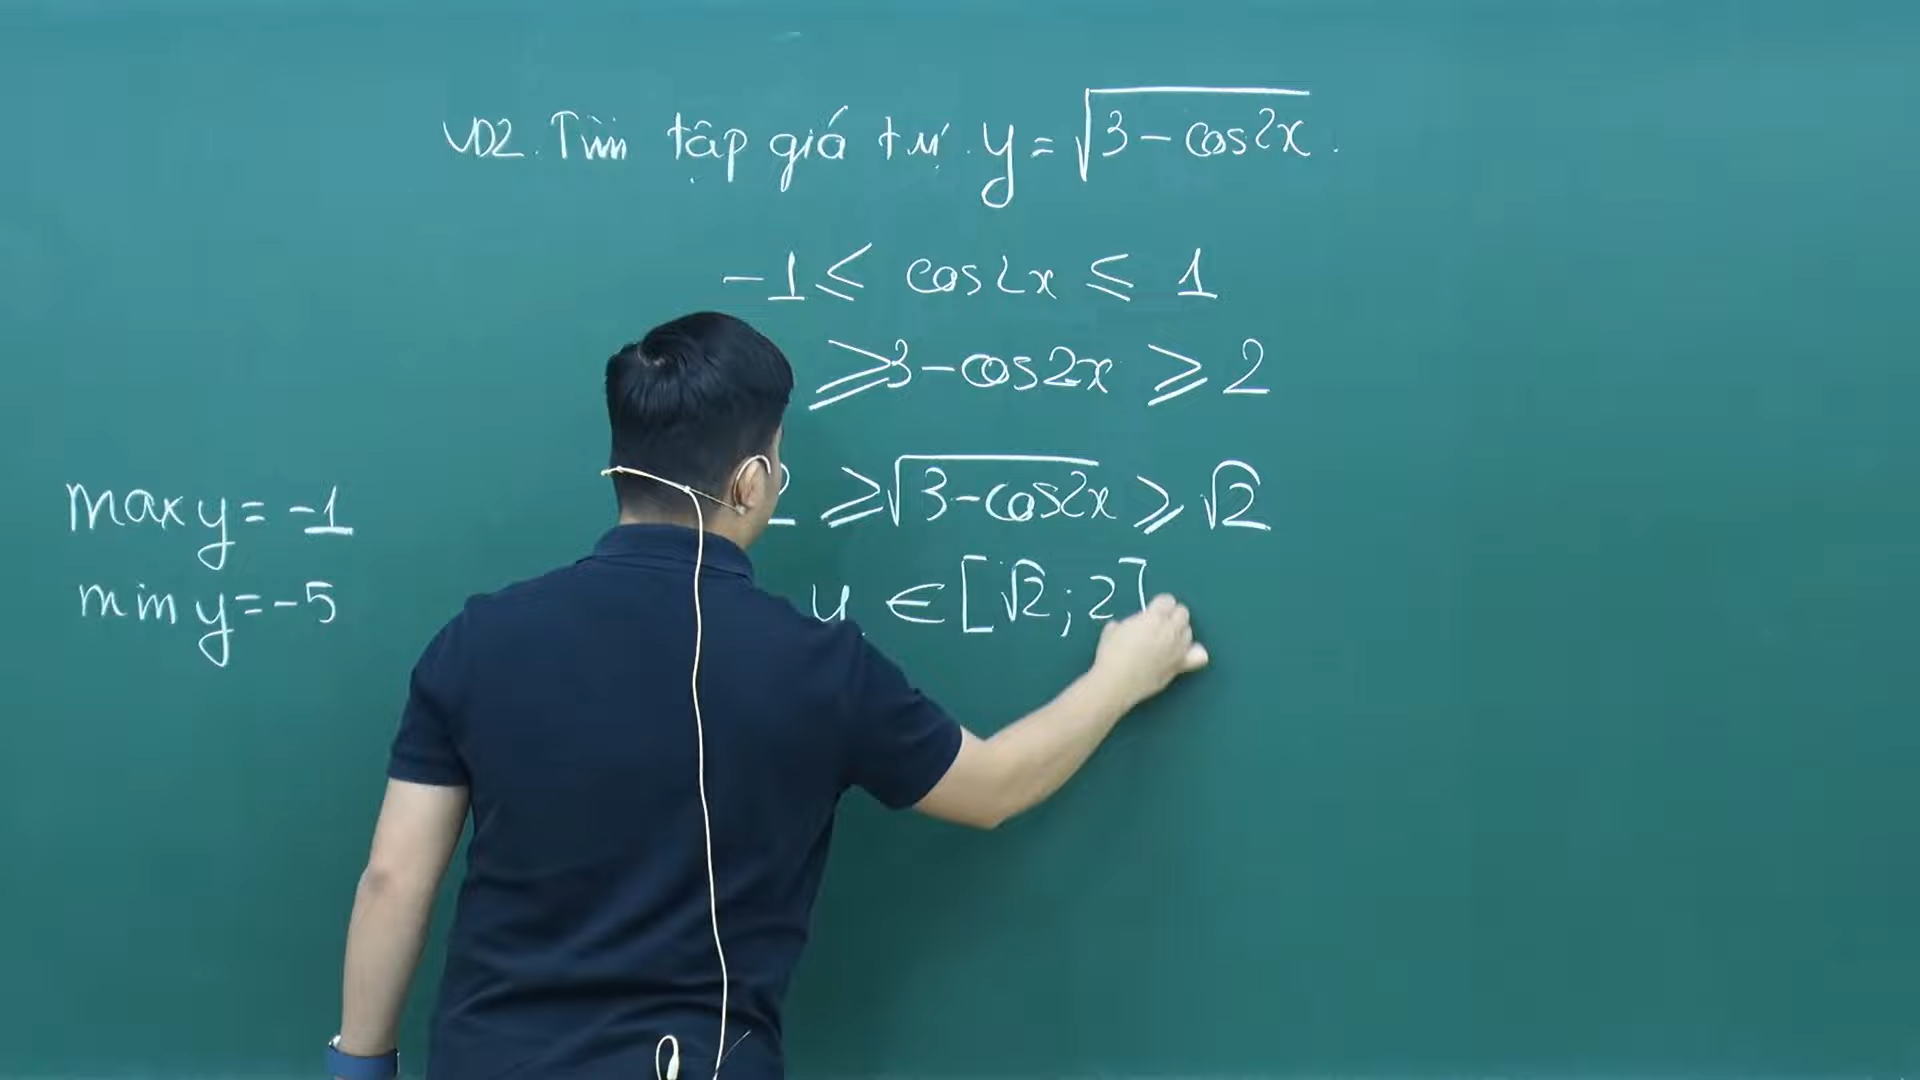 VD2. Tìm tập giá trị. y = √(3 - cos2x).
-1 ≤ cos2x ≤ 1
≥ 3 - cos2x ≥ 2
2 ≥ √(3 - cos2x) ≥ √2
y ∈ [√2; 2]
max y = -1
min y = -5